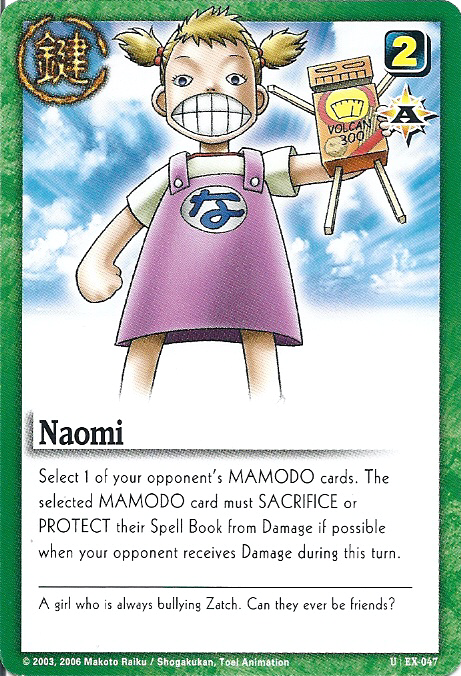 鍵
2
A
VOLCAN
300
な
Naomi
Select 1 of your opponent's MAMODO cards. The
selected MAMODO card must SACRIFICE or
PROTECT their Spell Book from Damage if possible
when your opponent receives Damage during this turn.
A girl who is always bullying Zatch. Can they ever be friends?
© 2003, 2006 Makoto Raiku / Shogakukan, Toei Animation
U | EX-047